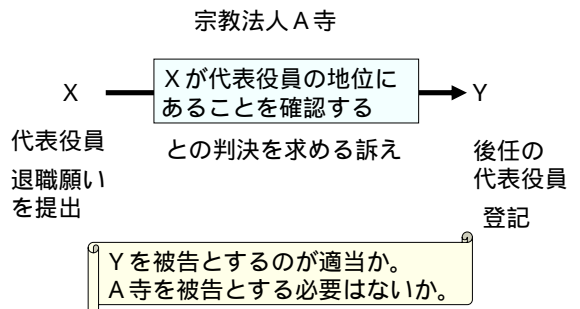 宗教法人Ａ寺
Ｘ
Ｘが代表役員の地位に
あることを確認する
Ｙ
代表役員
退職願い
を提出
との判決を求める訴え
後任の
代表役員
登記
Ｙを被告とするのが適当か。
Ａ寺を被告とする必要はないか。